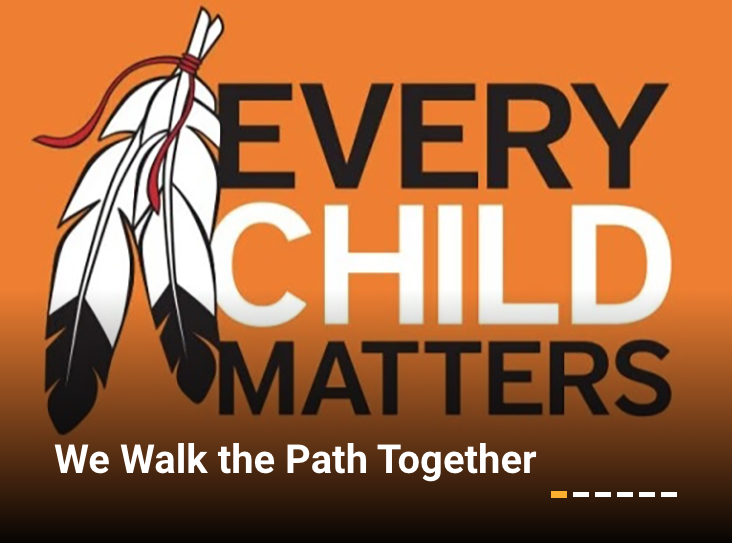 EVERY
CHILD
MATTERS
We Walk the Path Together